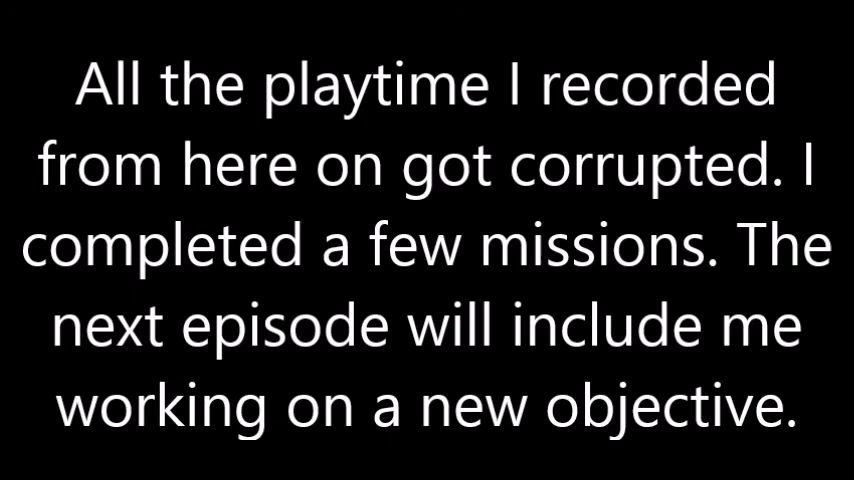 All the playtime I recorded
from here on got corrupted. I
completed a few missions. The
next episode will include me
working on a new objective.